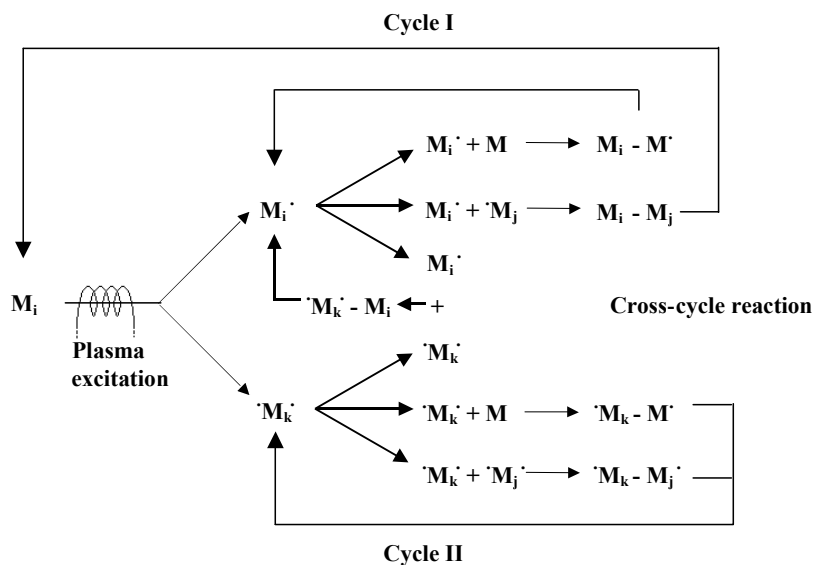 Cycle I
Mi˙ + M → Mi - M˙
Mi˙
Mi˙ + ˙Mj → Mi - Mj
Mi˙
Mi
˙Mk˙ - Mi ← +
Cross-cycle reaction
Plasma
excitation
˙Mk˙
˙Mk˙
˙Mk˙ + M → ˙Mk - M˙
˙Mk˙ + ˙Mj˙ → ˙Mk - Mj˙
Cycle II